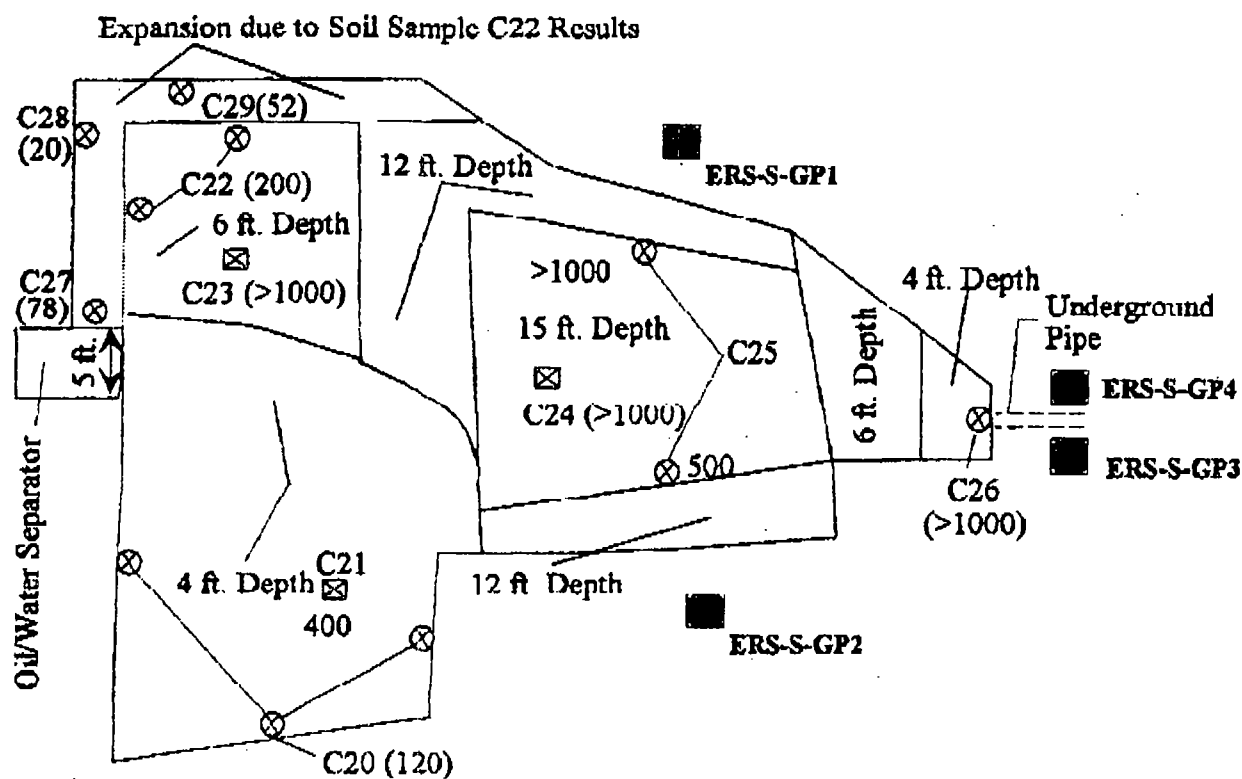 Expansion due to Soil Sample C22 Results
C28
(20)
C29(52)
C22 (200)
6 ft. Depth
C23 (>1000)
C27
(78)
5 ft.
Oil/Water Separator
12 ft. Depth
ERS-S-GP1
>1000
15 ft. Depth
C25
C24 (>1000)
500
6 ft. Depth
4 ft. Depth
Underground
Pipe
ERS-S-GP4
ERS-S-GP3
C26
(>1000)
4 ft. Depth
C21
400
12 ft Depth
ERS-S-GP2
C20 (120)